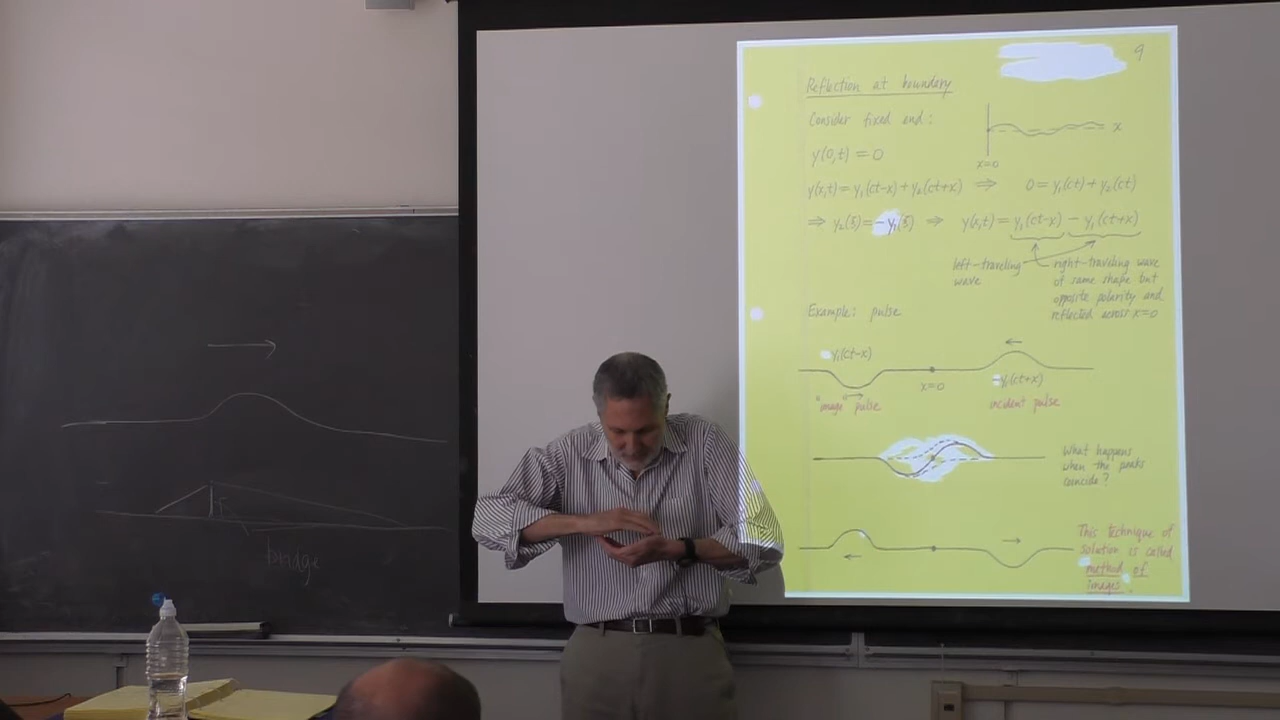 9
Reflection at boundary
Consider fixed end:
x
x=0
y(0,t) = 0
y(x,t) = y₁(ct-x) + y₂(ct+x) ⟹ 0 = y₁(ct) + y₂(ct)
⟹ y₂(ξ) = -y₁(ξ) ⟹ y(x,t) = y₁(ct-x) - y₁(ct+x)
left-traveling
wave
right-traveling wave
of same shape but
opposite polarity and
reflected across x=0
Example: pulse
y₁(ct-x)
x=0
-y₁(ct+x)
"image" pulse
incident pulse
What happens
when the peaks
coincide?
This technique of
solution is called
method of
images.
bridge